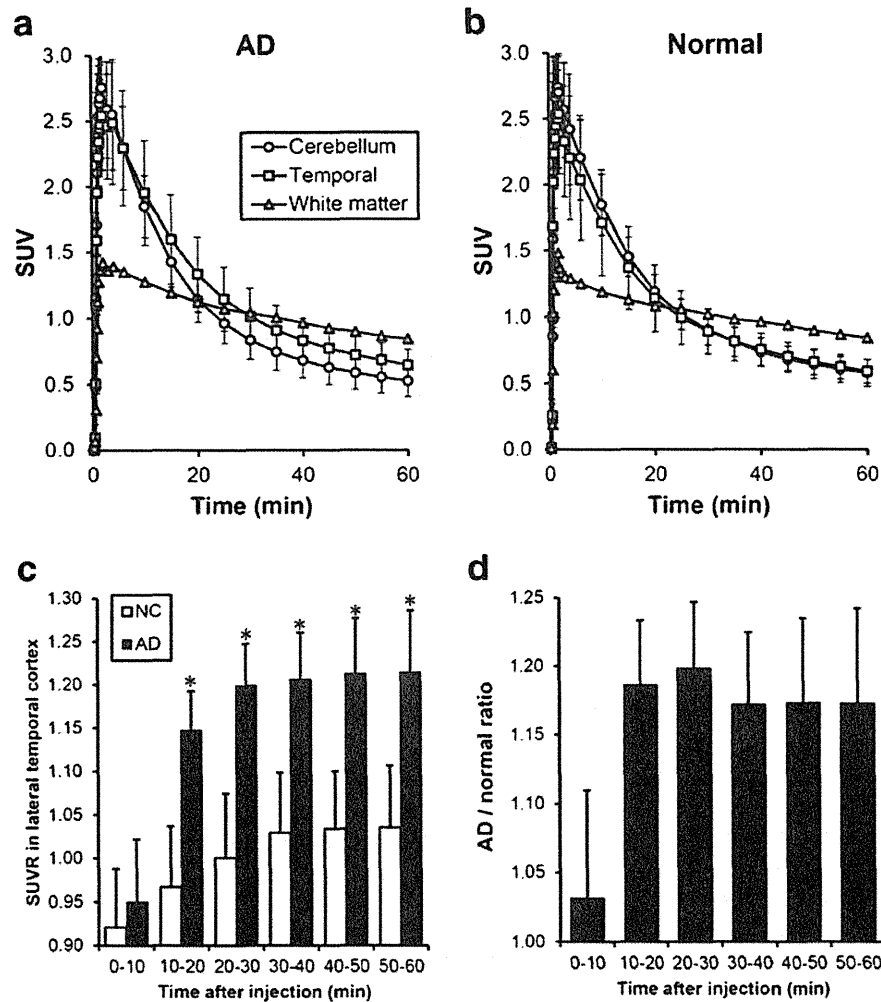 a
AD
3.0
2.5
2.0
1.5
1.0
0.5
0.0
SUV
Cerebellum
Temporal
White matter
0
20
40
60
Time (min)
b
Normal
3.0
2.5
2.0
1.5
1.0
0.5
0.0
SUV
0
20
40
60
Time (min)
c
NC
AD
1.30
1.25
1.20
1.15
1.10
1.05
1.00
0.95
0.90
SUVR in lateral temporal cortex
* * * * *
0-10 10-20 20-30 30-40 40-50 50-60
Time after injection (min)
d
1.25
1.20
1.15
1.10
1.05
1.00
AD / normal ratio
0-10 10-20 20-30 30-40 40-50 50-60
Time after injection (min)